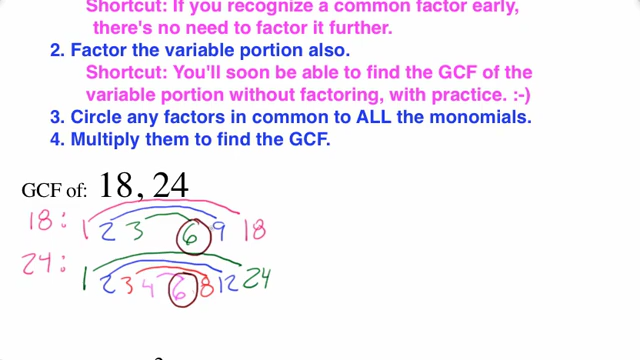 Shortcut: If you recognize a common factor early,
there's no need to factor it further.
2. Factor the variable portion also.
Shortcut: You'll soon be able to find the GCF of the
variable portion without factoring, with practice. :-)
3. Circle any factors in common to ALL the monomials.
4. Multiply them to find the GCF.
GCF of: 18, 24
18: 1 2 3 6 9 18
24: 1 2 3 4 6 8 12 24